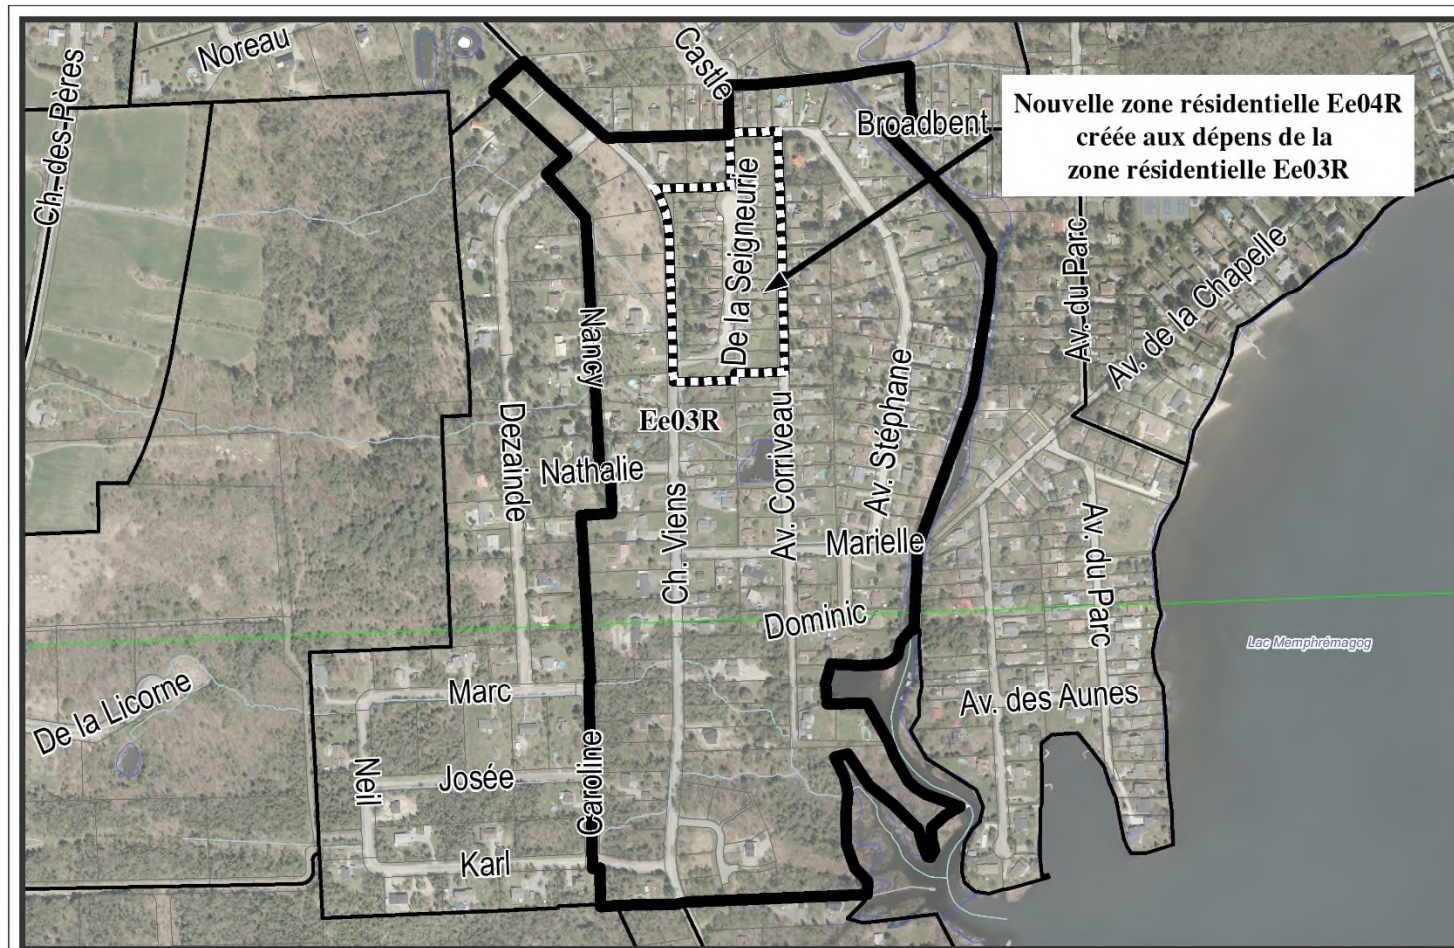 Noreau
Castle
Ch.-des-Pères
Broadbent
Nouvelle zone résidentielle Ee04R
créée aux dépens de la
zone résidentielle Ee03R
De la Seigneurie
Av. du Parc
Av. de la Chapelle
Nancy
Dezainde
Ee03R
Av. Stéphane
Nathalie
Av. Corriveau
Ch. Viens
Marielle
Av. du Parc
Dominic
Lac Memphrémagog
De la Licorne
Marc
Av. des Aunes
Neil
Josée
Caroline
Karl